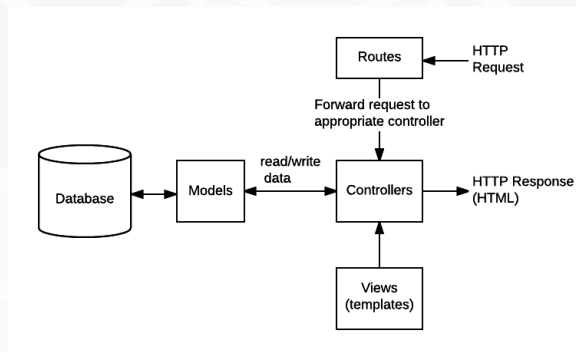 Routes
HTTP
Request
Forward request to
appropriate controller
Database
Models
read/write
data
Controllers
HTTP Response
(HTML)
Views
(templates)